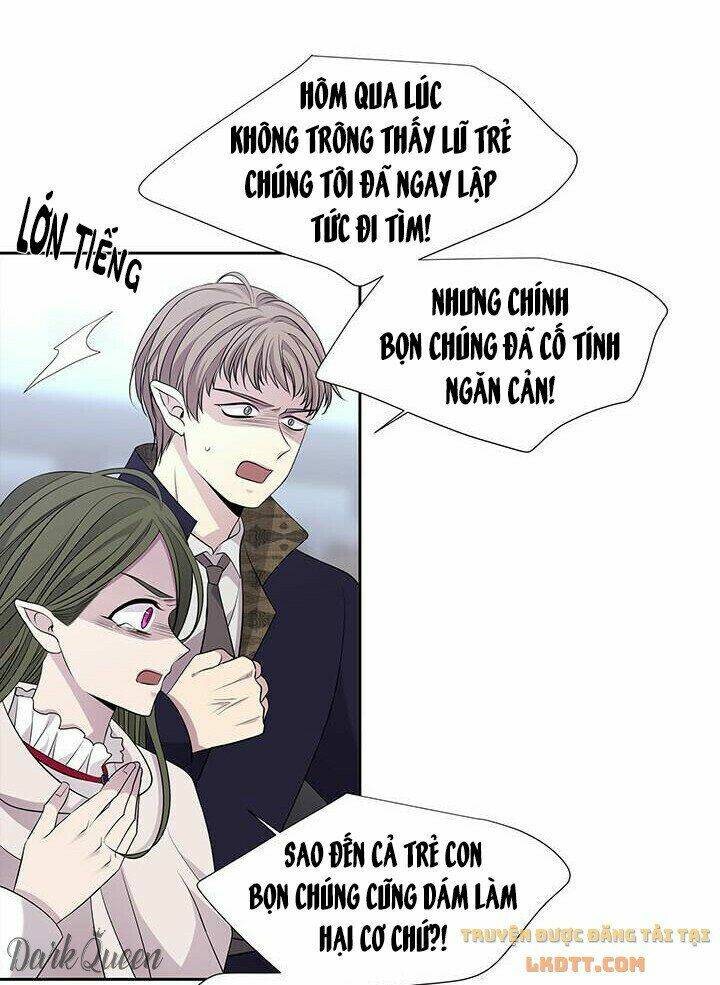 HÔM QUA LÚC
KHÔNG TRÔNG THẤY LŨ TRẺ
CHÚNG TÔI ĐÃ NGAY LẬP
TỨC ĐI TÌM!
LỚN TIẾNG
NHƯNG CHÍNH
BỌN CHÚNG ĐÃ CỐ TÍNH
NGĂN CẢN!
SAO ĐẾN CẢ TRẺ CON
BỌN CHÚNG CŨNG DÁM LÀM
HẠI CƠ CHỨ?!
TRUYỆN ĐƯỢC ĐĂNG TẢI TẠI
LKDTT.COM
Dark Queen